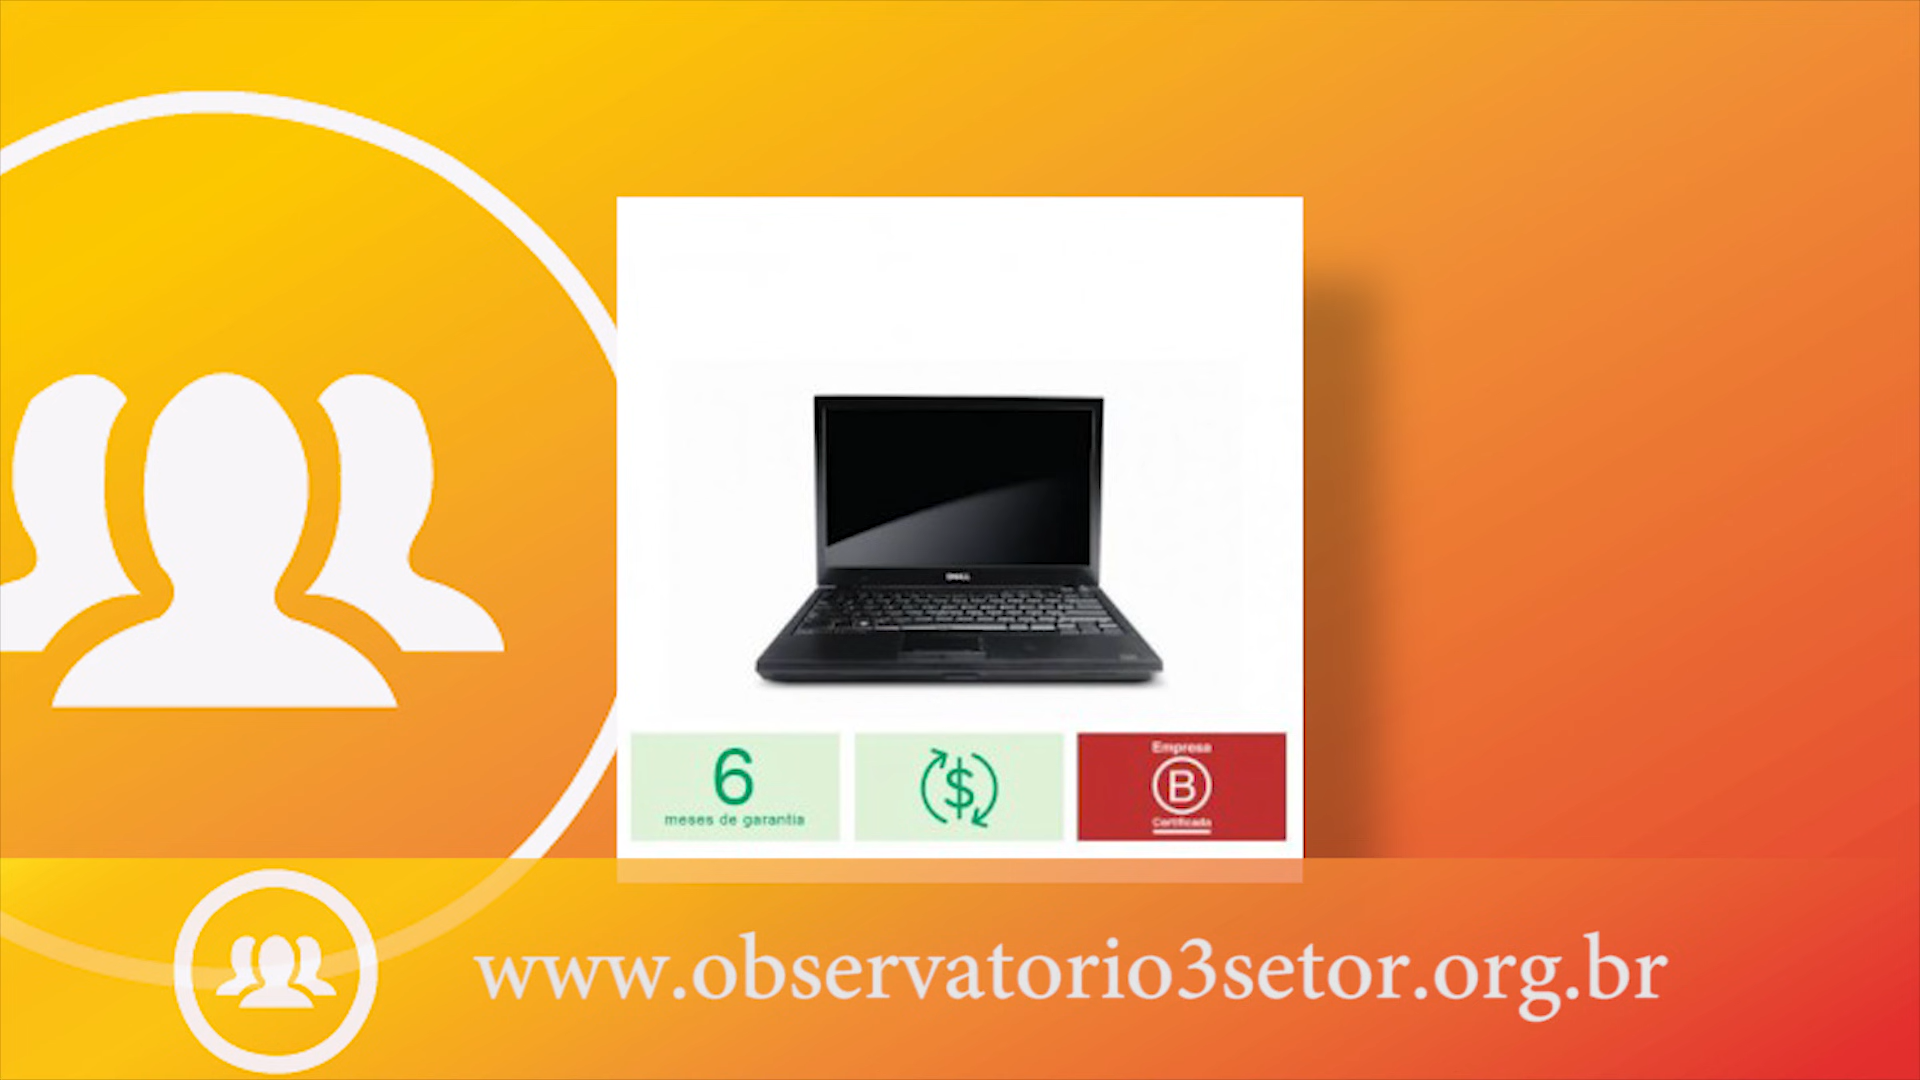 DELL
6
meses de garantia
$
Empresa
B
Certificada
www.observatorio3setor.org.br